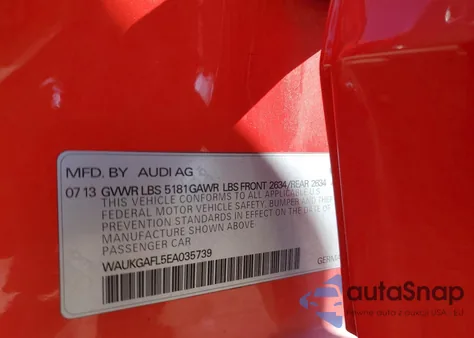 MFD. BY AUDI AG
07 13 GVWR LBS 5181 GAWR LBS FRONT 2634/REAR 2634
THIS VEHICLE CONFORMS TO ALL APPLICABLE U.S.
FEDERAL MOTOR VEHICLE SAFETY, BUMPER AND THEFT
PREVENTION STANDARDS IN EFFECT ON THE DATE OF
MANUFACTURE SHOWN ABOVE
PASSENGER CAR
WAUKGAFL5EA035739
GERMAN
autoSnap